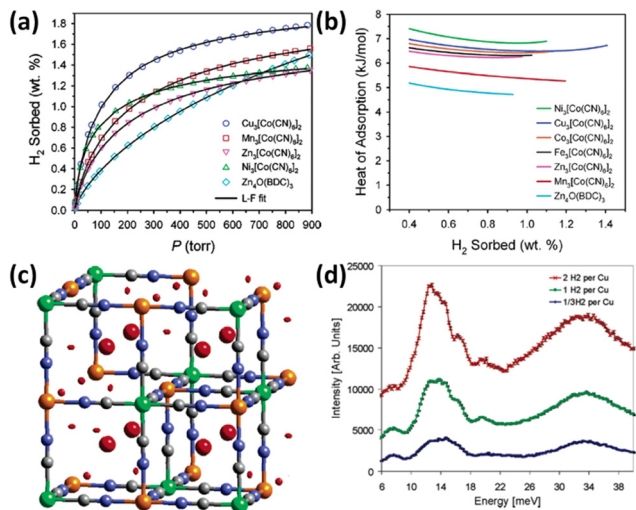 (a)
H2 Sorbed (wt. %)
1.8
1.6
1.4
1.2
1.0
0.8
0.6
0.4
0.2
0.0
Cu3[Co(CN)6]2
Mn3[Co(CN)6]2
Zn3[Co(CN)6]2
Ni3[Co(CN)6]2
Zn4O(BDC)3
L-F fit
0 100 200 300 400 500 600 700 800 900
P (torr)
(b)
Heat of Adsorption (kJ/mol)
8
7
6
5
4
3
2
1
0
Ni3[Co(CN)6]2
Cu3[Co(CN)6]2
Co3[Co(CN)6]2
Fe3[Co(CN)6]2
Zn3[Co(CN)6]2
Mn3[Co(CN)6]2
Zn4O(BDC)3
0.4 0.6 0.8 1.0 1.2 1.4
H2 Sorbed (wt. %)
(c)
(d)
Intensity [Arb. Units]
25000
20000
15000
10000
5000
0
2 H2 per Cu
1 H2 per Cu
1/3H2 per Cu
6 10 14 18 22 26 30 34 38
Energy [meV]